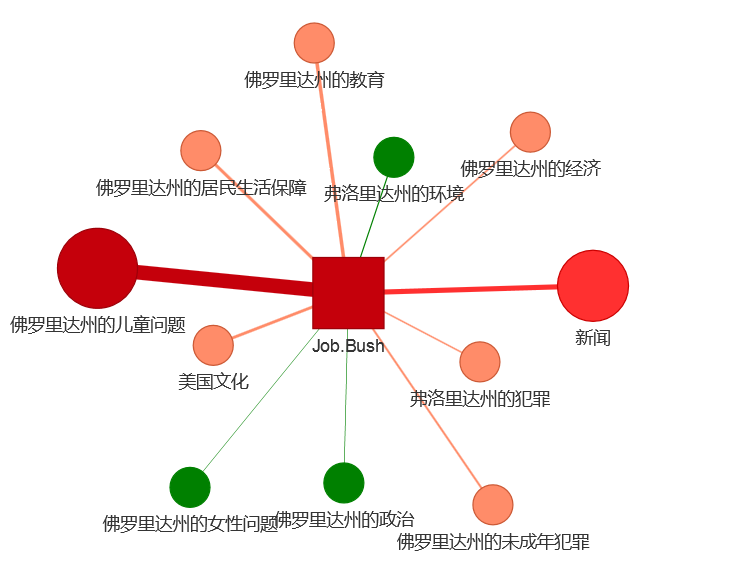 佛罗里达州的教育
佛罗里达州的经济
佛罗里达州的居民生活保障
弗洛里达州的环境
佛罗里达州的儿童问题
新闻
Job.Bush
美国文化
弗洛里达州的犯罪
佛罗里达州的女性问题
佛罗里达州的政治
佛罗里达州的未成年犯罪